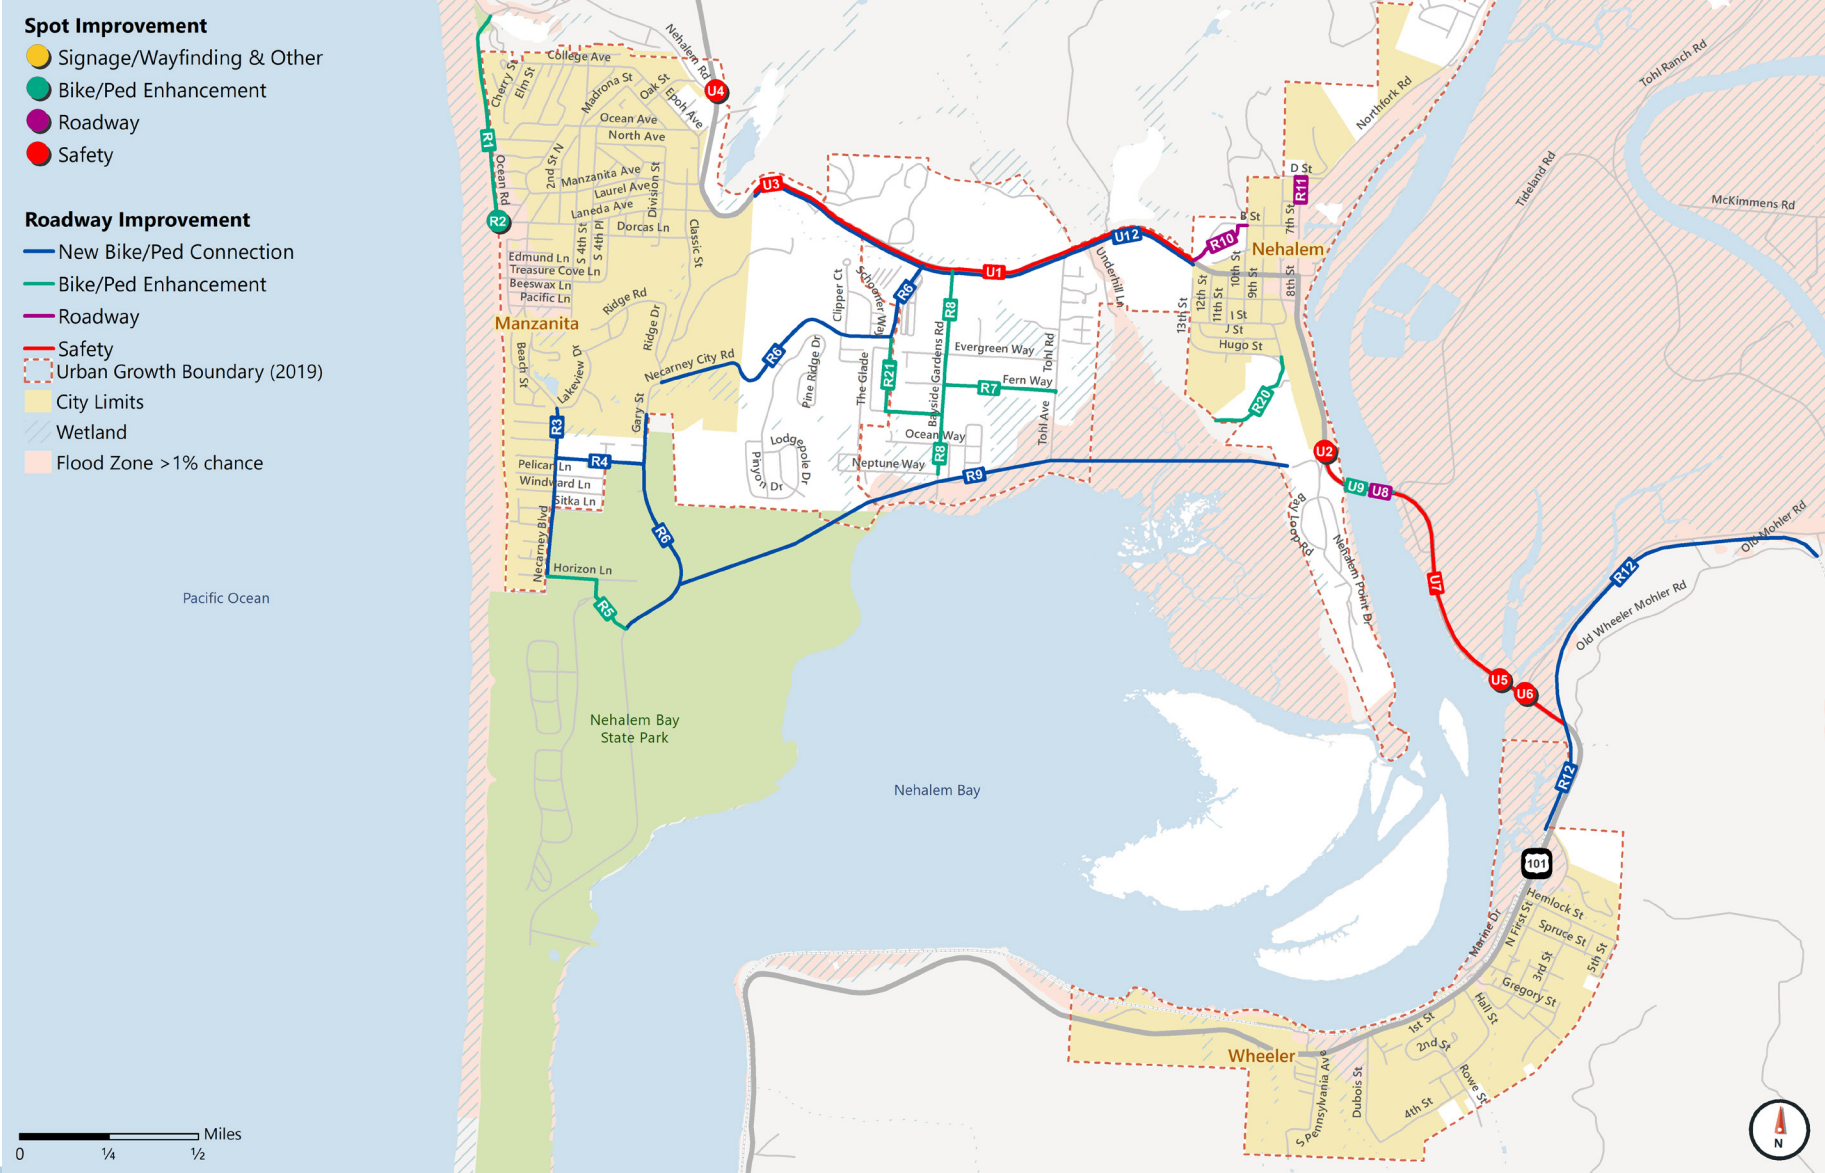 Spot Improvement
Signage/Wayfinding & Other
Bike/Ped Enhancement
Roadway
Safety
Roadway Improvement
New Bike/Ped Connection
Bike/Ped Enhancement
Roadway
Safety
Urban Growth Boundary (2019)
City Limits
Wetland
Flood Zone >1% chance
Pacific Ocean
Miles
0
¼
½
College Ave
Cherry St
Elm St
Madrona St
Oak St
Epoh Ave
Nehalem Rd
U4
Ocean Ave
North Ave
R1
Ocean Rd
2nd St N
Manzanita Ave
Laurel Ave
Division St
Laneda Ave
R2
S 4th St
S 4th Pl
Dorcas Ln
Classic St
Edmund Ln
Treasure Cove Ln
Beeswax Ln
Pacific Ln
Ridge Rd
Manzanita
Ridge Dr
Beach St
Lakeview Dr
Necarney City Rd
Gary St
R3
R4
Pelican Ln
Windward Ln
Sitka Ln
Necarney Blvd
Horizon Ln
R5
R6
Nehalem Bay
State Park
U3
U1
U12
R6
R6
R8
Clipper Ct
Schooner Way
Pine Ridge Dr
The Glade
R21
Bayside Gardens Rd
Evergreen Way
Tohl Rd
Fern Way
R7
Tohl Ave
Ocean Way
R8
Neptune Way
R9
Lodgepole Dr
Pinyon Dr
Underhill Ln
Nehalem Bay
Northfork Rd
D St
R11
7th St
B St
R10
Nehalem
10th St
9th St
8th St
12th St
11th St
13th St
I St
J St
Hugo St
R20
U2
U9
U8
U7
U5
U6
Bay Loop Rd
Nehalem Point Dr
Tohl Ranch Rd
Tideland Rd
McKimmens Rd
Old Mohler Rd
R12
Old Wheeler Mohler Rd
R12
101
Hemlock St
N First St
Marine Dr
Spruce St
5th St
3rd St
Gregory St
Hall St
1st St
2nd St
Rowe St
4th St
Wheeler
S Pennsylvania Ave
Dubois St
N